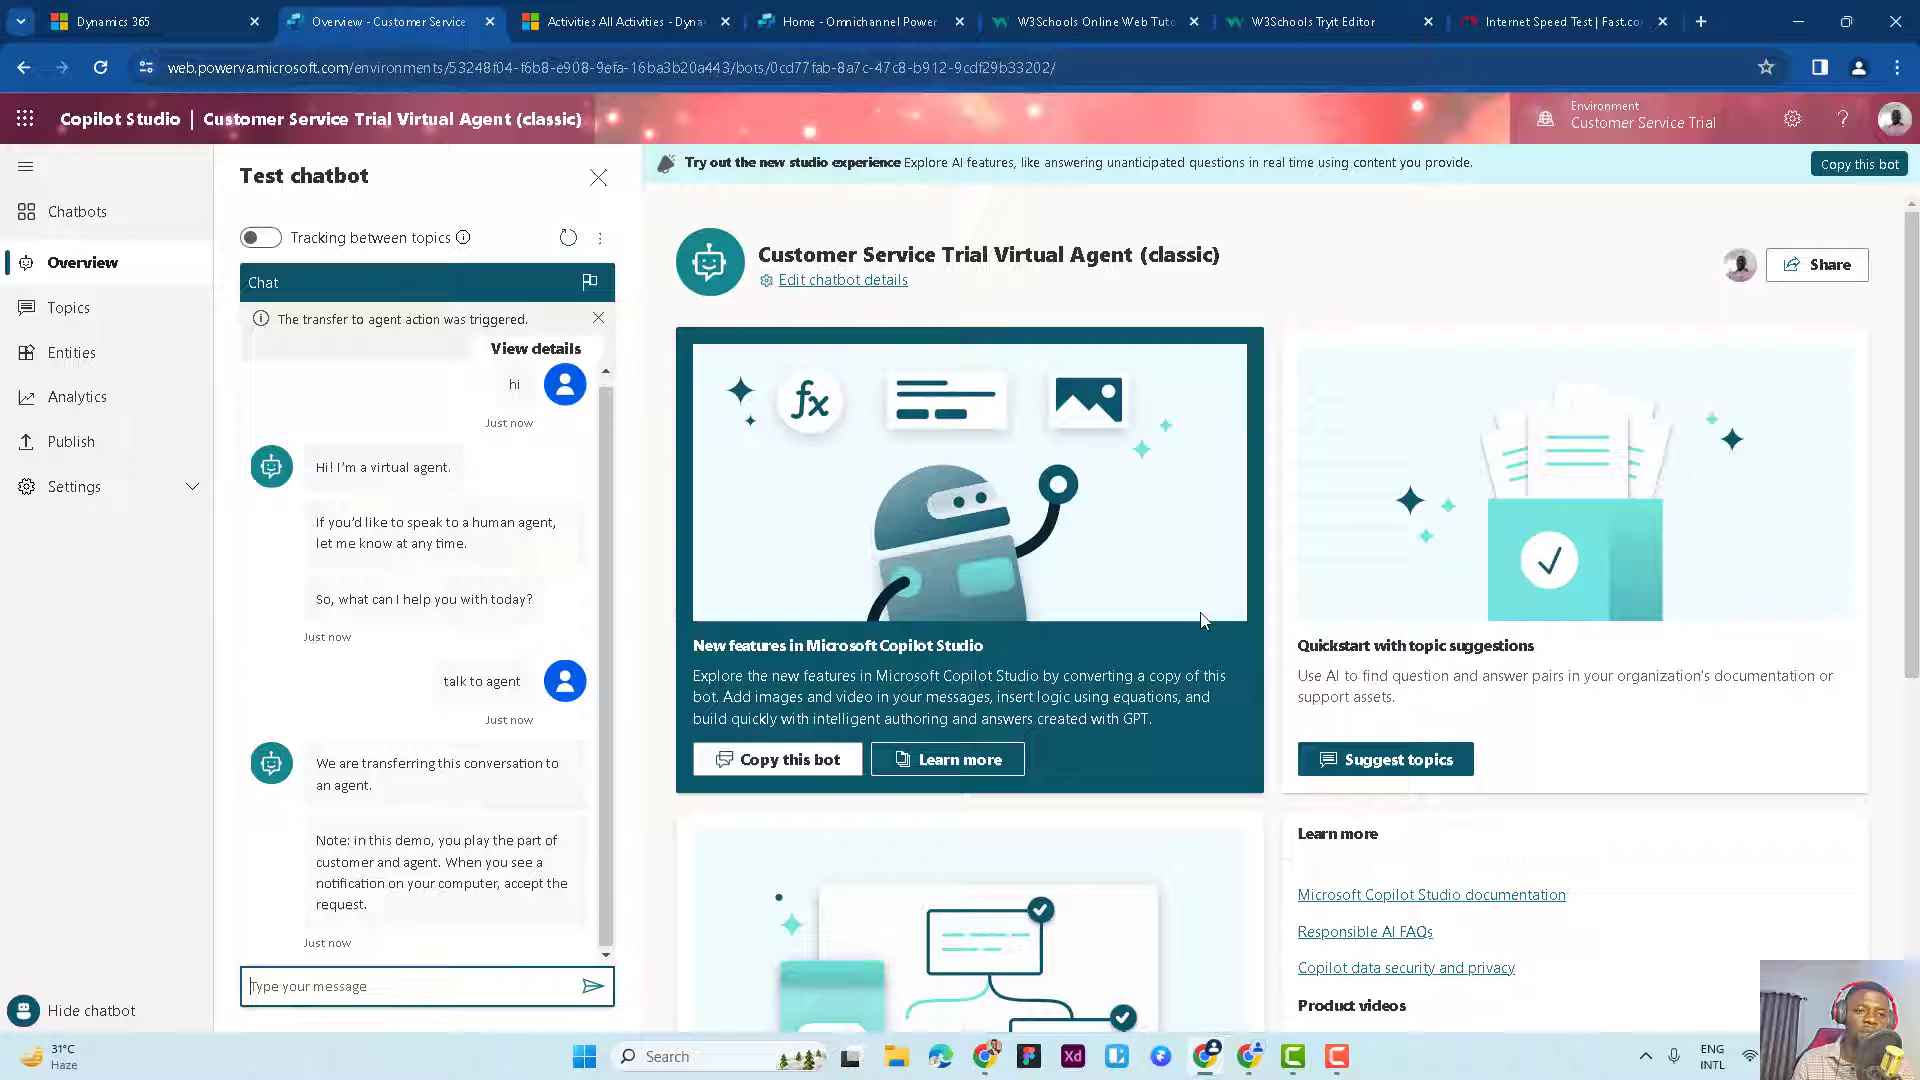 Dynamics 365
Overview - Customer Service
Activities All Activities - Dyna
Home - Omnichannel Power
W3Schools Online Web Tuto
W3Schools Tryit Editor
Internet Speed Test | Fast.co
web.powerva.microsoft.com/environments/53248f04-f6b8-e908-9efa-16ba3b20a443/bots/0cd77fab-8a7c-47c8-b912-9cdf29b33202/
Copilot Studio | Customer Service Trial Virtual Agent (classic)
Environment
Customer Service Trial
Chatbots
Overview
Topics
Entities
Analytics
Publish
Settings
Hide chatbot
Test chatbot
Tracking between topics
Chat
The transfer to agent action was triggered.
View details
hi
Just now
Hi! I'm a virtual agent.
If you'd like to speak to a human agent,
let me know at any time.
So, what can I help you with today?
Just now
talk to agent
Just now
We are transferring this conversation to
an agent.
Note: in this demo, you play the part of
customer and agent. When you see a
notification on your computer, accept the
request.
Just now
Type your message
Try out the new studio experience Explore AI features, like answering unanticipated questions in real time using content you provide.
Copy this bot
Customer Service Trial Virtual Agent (classic)
Edit chatbot details
Share
fx
New features in Microsoft Copilot Studio
Explore the new features in Microsoft Copilot Studio by converting a copy of this
bot. Add images and video in your messages, insert logic using equations, and
build quickly with intelligent authoring and answers created with GPT.
Copy this bot
Learn more
Quickstart with topic suggestions
Use AI to find question and answer pairs in your organization's documentation or
support assets.
Suggest topics
Learn more
Microsoft Copilot Studio documentation
Responsible AI FAQs
Copilot data security and privacy
Product videos
31°C
Haze
Search
Xd
ENG
INTL